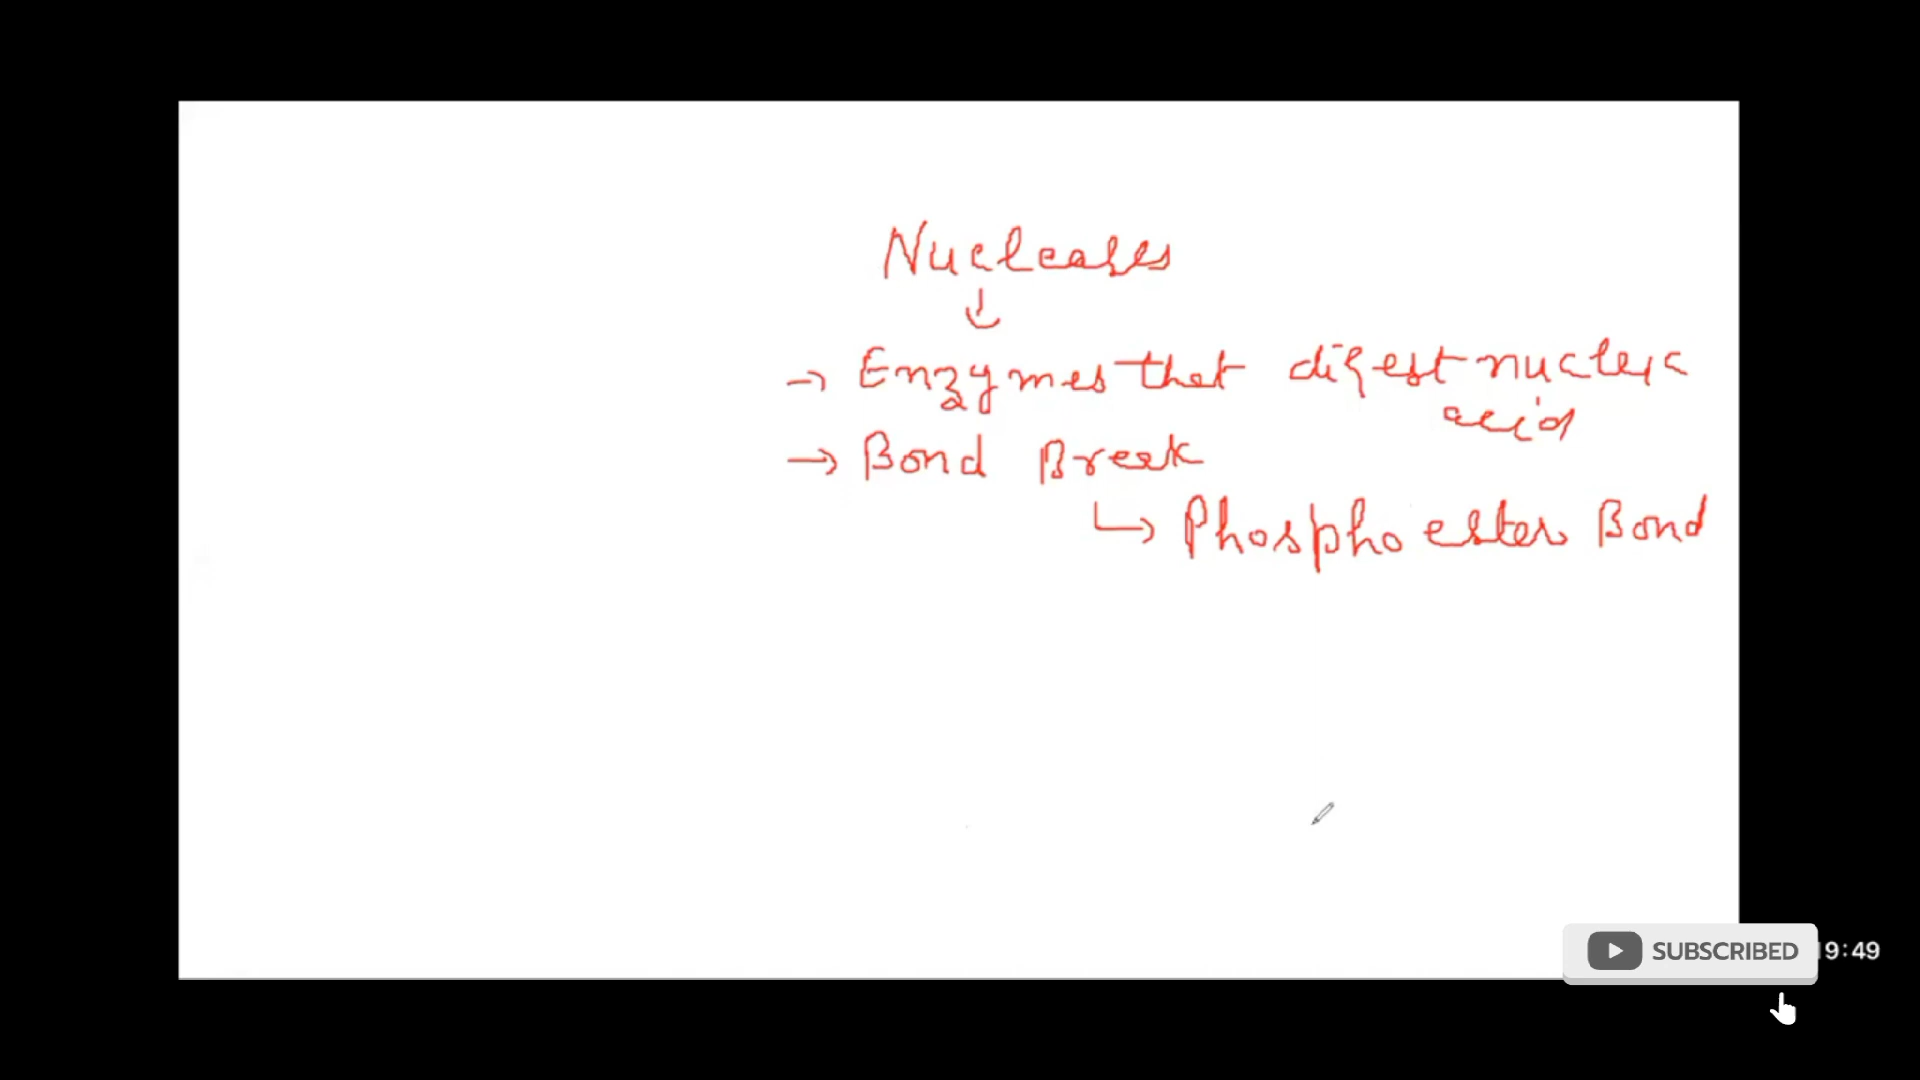 Nucleases
↓
→ Enzymes that digest nucleic
acid
→ Bond Break
↳ Phospho ester Bond
SUBSCRIBED
9:49